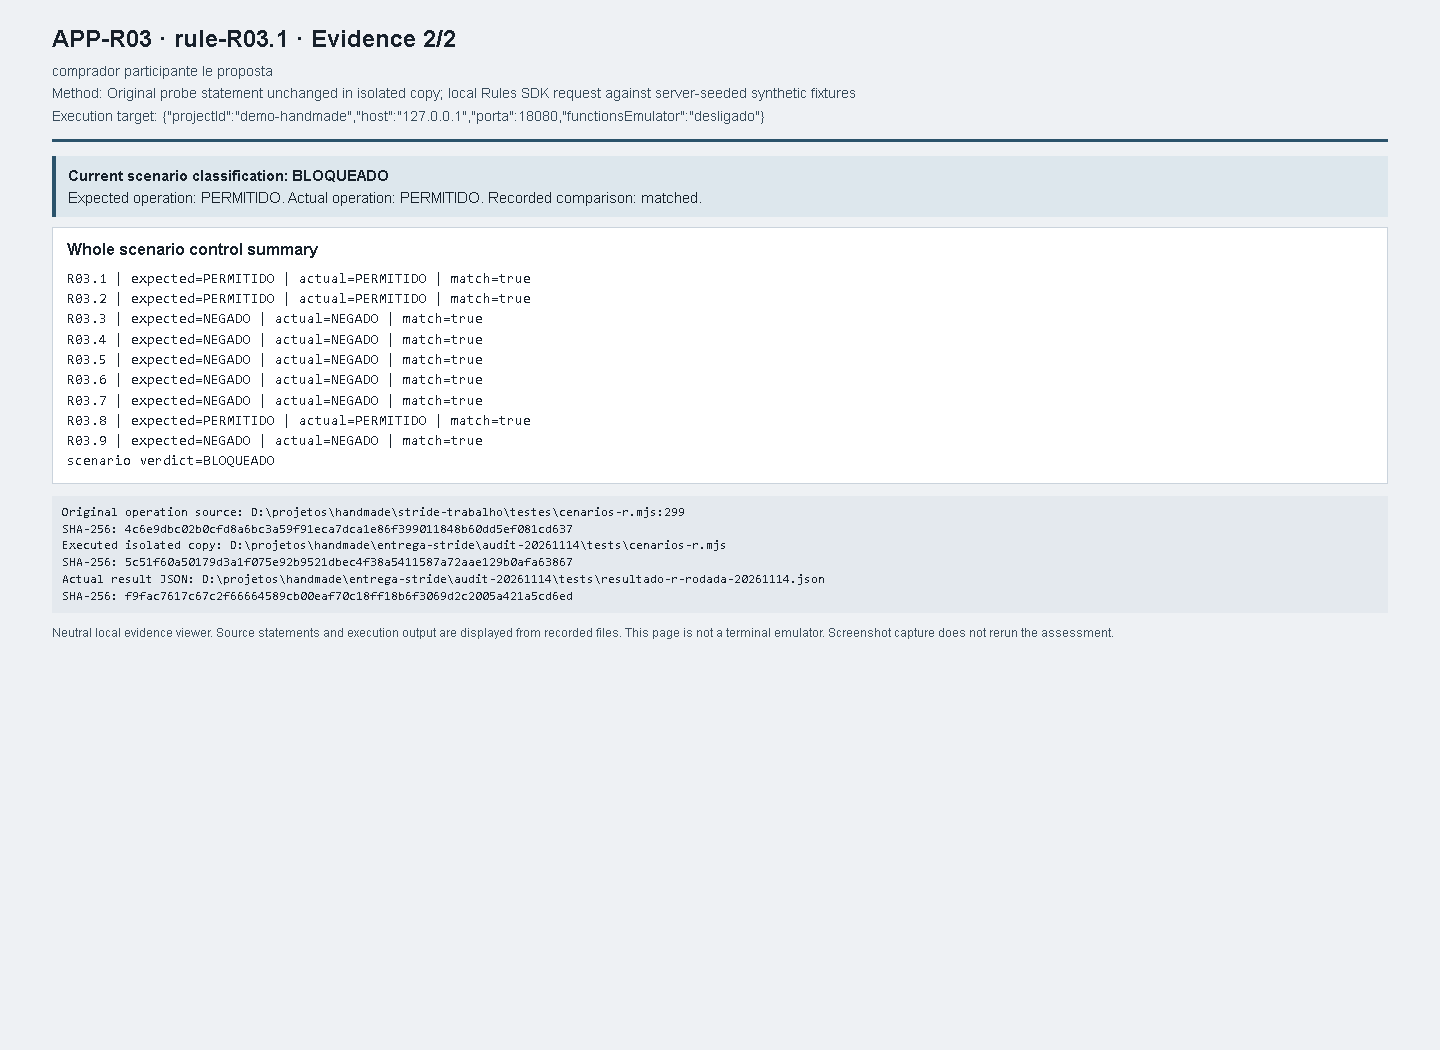 APP-R03 · rule-R03.1 · Evidence 2/2
comprador participante le proposta
Method: Original probe statement unchanged in isolated copy; local Rules SDK request against server-seeded synthetic fixtures
Execution target: {"projectId":"demo-handmade","host":"127.0.0.1","porta":18080,"functionsEmulator":"desligado"}
Current scenario classification: BLOQUEADO
Expected operation: PERMITIDO. Actual operation: PERMITIDO. Recorded comparison: matched.
Whole scenario control summary
R03.1 | expected=PERMITIDO | actual=PERMITIDO | match=true
R03.2 | expected=PERMITIDO | actual=PERMITIDO | match=true
R03.3 | expected=NEGADO | actual=NEGADO | match=true
R03.4 | expected=NEGADO | actual=NEGADO | match=true
R03.5 | expected=NEGADO | actual=NEGADO | match=true
R03.6 | expected=NEGADO | actual=NEGADO | match=true
R03.7 | expected=NEGADO | actual=NEGADO | match=true
R03.8 | expected=PERMITIDO | actual=PERMITIDO | match=true
R03.9 | expected=NEGADO | actual=NEGADO | match=true
scenario verdict=BLOQUEADO
Original operation source: D:\projetos\handmade\stride-trabalho\testes\cenarios-r.mjs:299
SHA-256: 4c6e9dbc02b0cfd8a6bc3a59f91eca7dca1e86f399011848b60dd5ef081cd637
Executed isolated copy: D:\projetos\handmade\entrega-stride\audit-20261114\tests\cenarios-r.mjs
SHA-256: 5c51f60a50179d3a1f075e92b9521dbec4f38a5411587a72aae129b0afa63867
Actual result JSON: D:\projetos\handmade\entrega-stride\audit-20261114\tests\resultado-r-rodada-20261114.json
SHA-256: f9fac7617c67c2f66664589cb00eaf70c18ff18b6f3069d2c2005a421a5cd6ed
Neutral local evidence viewer. Source statements and execution output are displayed from recorded files. This page is not a terminal emulator. Screenshot capture does not rerun the assessment.